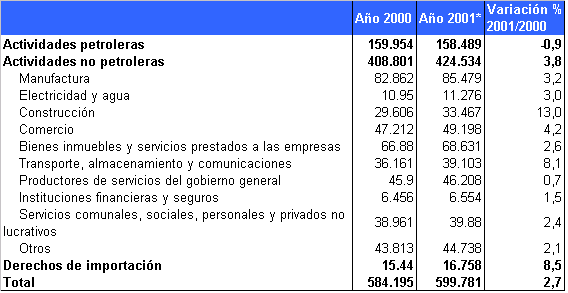 Año 2000 Año 2001* Variación % 2001/2000
Actividades petroleras 159.954 158.489 -0,9
Actividades no petroleras 408.801 424.534 3,8
Manufactura 82.862 85.479 3,2
Electricidad y agua 10.95 11.276 3,0
Construcción 29.606 33.467 13,0
Comercio 47.212 49.198 4,2
Bienes inmuebles y servicios prestados a las empresas 66.88 68.631 2,6
Transporte, almacenamiento y comunicaciones 36.161 39.103 8,1
Productores de servicios del gobierno general 45.9 46.208 0,7
Instituciones financieras y seguros 6.456 6.554 1,5
Servicios comunales, sociales, personales y privados no lucrativos 38.961 39.88 2,4
Otros 43.813 44.738 2,1
Derechos de importación 15.44 16.758 8,5
Total 584.195 599.781 2,7